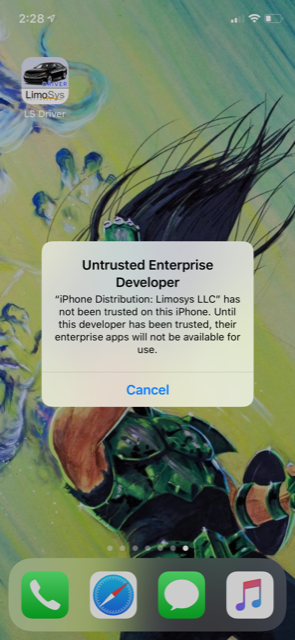 2:28
DRIVER
LimoSys
LS Driver
Untrusted Enterprise
Developer
“iPhone Distribution: Limosys LLC” has
not been trusted on this iPhone. Until
this developer has been trusted, their
enterprise apps will not be available for
use.
Cancel